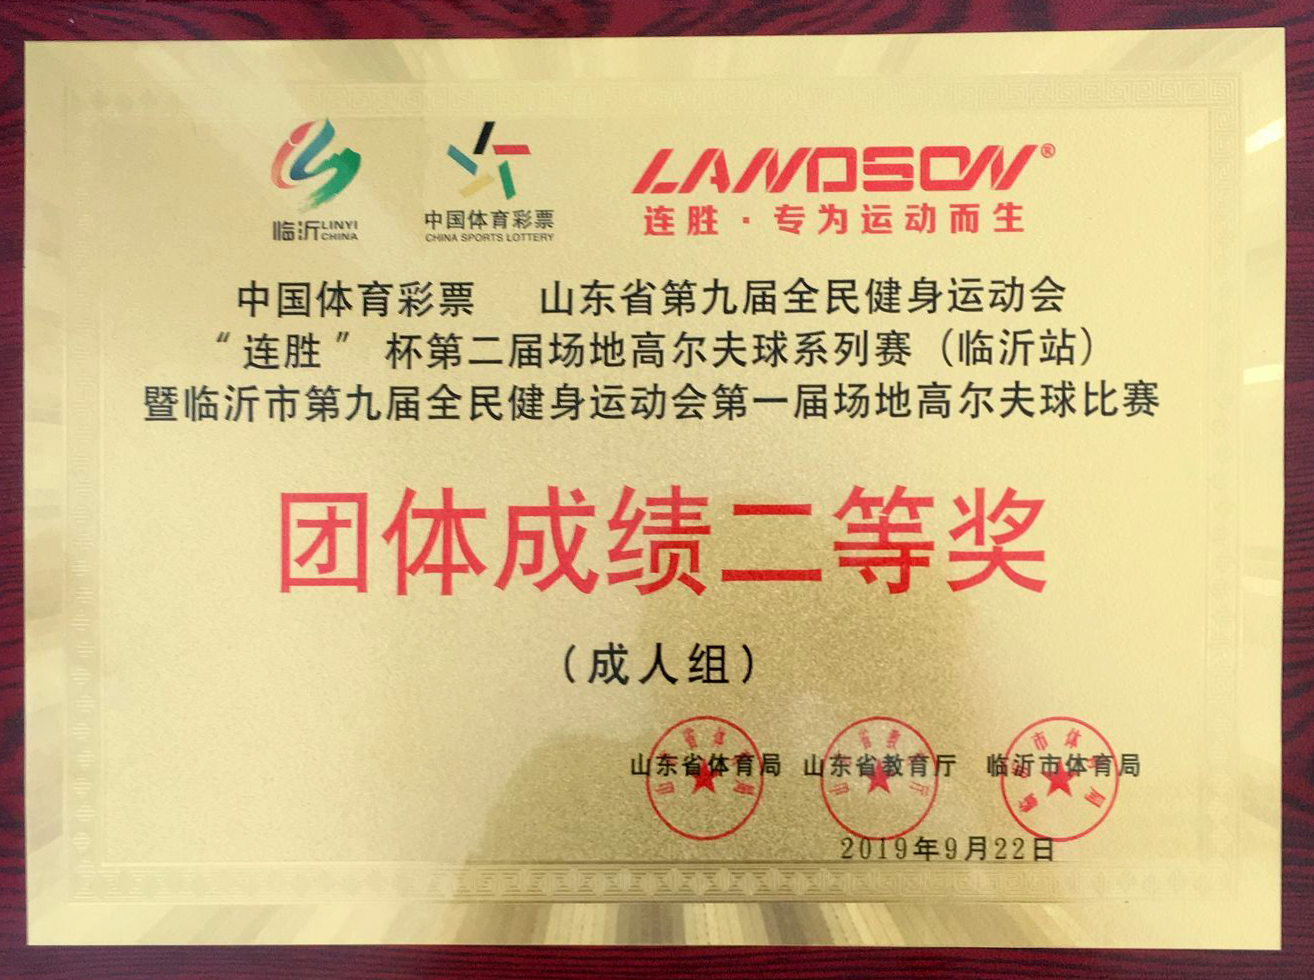 临沂 LINYI CHINA
中国体育彩票
CHINA SPORTS LOTTERY
LANDSON®
连胜·专为运动而生
中国体育彩票 山东省第九届全民健身运动会
“连胜”杯第二届场地高尔夫球系列赛（临沂站）
暨临沂市第九届全民健身运动会第一届场地高尔夫球比赛
团体成绩二等奖
（成人组）
山东省体育局 山东省教育厅 临沂市体育局
2019年9月22日